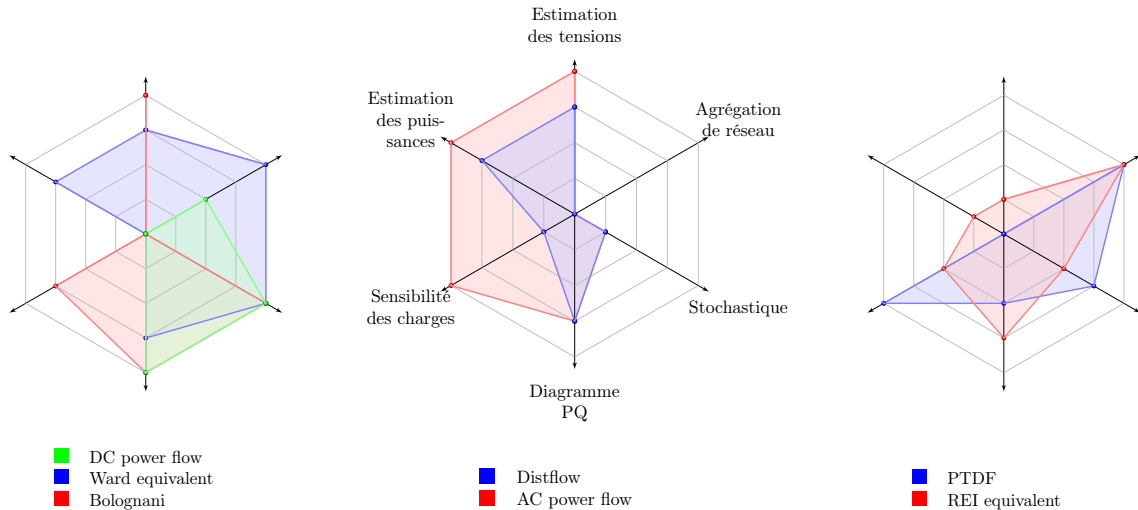 Estimation
des tensions
Estimation
des puis-
sances
Agrégation
de réseau
Sensibilité
des charges
Stochastique
Diagramme
PQ
DC power flow
Ward equivalent
Bolognani
Distflow
AC power flow
PTDF
REI equivalent